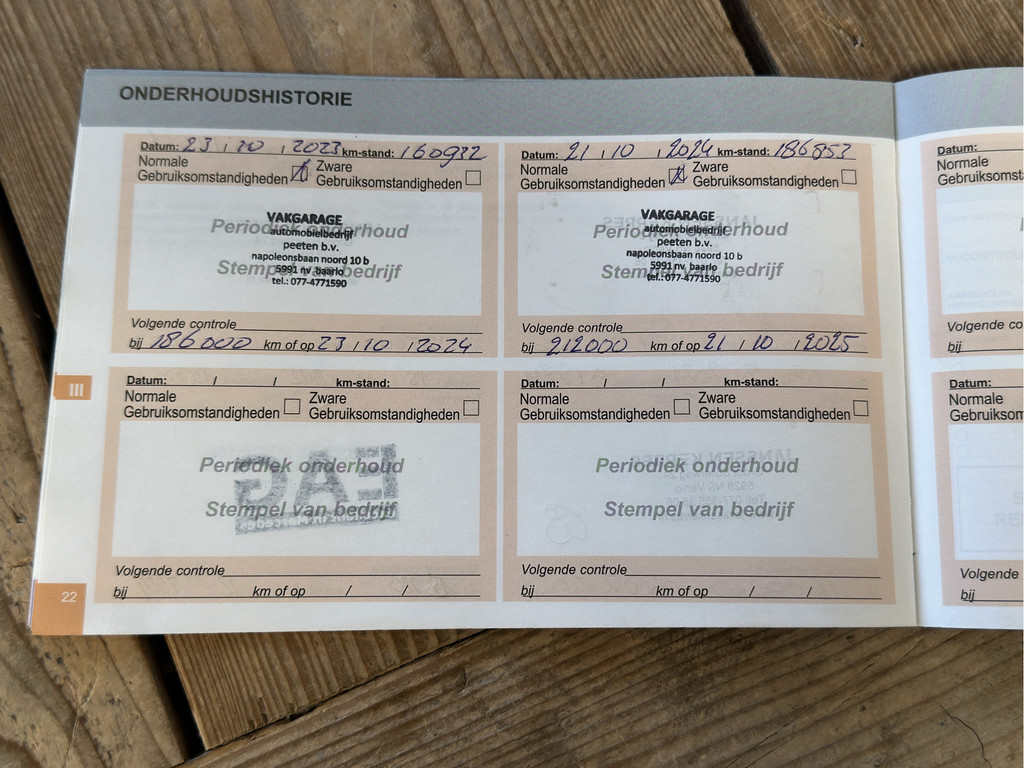 ONDERHOUDSHISTORIE
Datum: 23 / 10 / 2023 km-stand: 160932
Normale
Gebruiksomstandigheden
Zware
Gebruiksomstandigheden
VAKGARAGE
Periodiek onderhoud
automobielbedrijf
peeten b.v.
napoleonsbaan noord 10 b
Stempel van bedrijf
5991 nv baarlo
tel.: 077-4771590
Volgende controle
bij 186000 km of op 23 / 10 / 2024
Datum: 21 / 10 / 2024 km-stand: 186853
Normale
Gebruiksomstandigheden
Zware
Gebruiksomstandigheden
VAKGARAGE
Periodiek onderhoud
automobielbedrijf
peeten b.v.
napoleonsbaan noord 10 b
Stempel van bedrijf
5991 nv baarlo
tel.: 077-4771590
Volgende controle
bij 212000 km of op 21 / 10 / 2025
Datum:
Normale
Volgende co
bij
III
Datum: / / km-stand:
Normale
Gebruiksomstandigheden
Zware
Gebruiksomstandigheden
Periodiek onderhoud
Stempel van bedrijf
Volgende controle
bij km of op / /
Datum: / / km-stand:
Normale
Gebruiksomstandigheden
Zware
Gebruiksomstandigheden
Periodiek onderhoud
Stempel van bedrijf
Volgende controle
bij km of op / /
Datum:
Normale
Volgende
bij
22